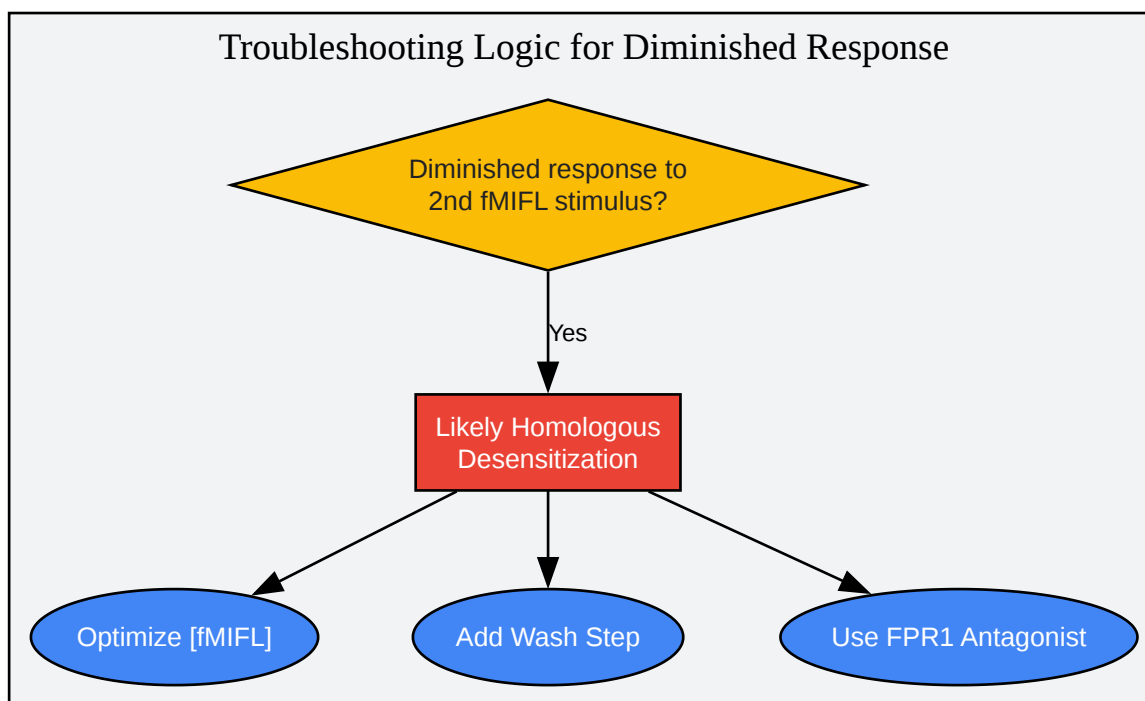 Troubleshooting Logic for Diminished Response
Diminished response to
2nd fMIFL stimulus?
Yes
Likely Homologous
Desensitization
Optimize [fMIFL]
Add Wash Step
Use FPR1 Antagonist